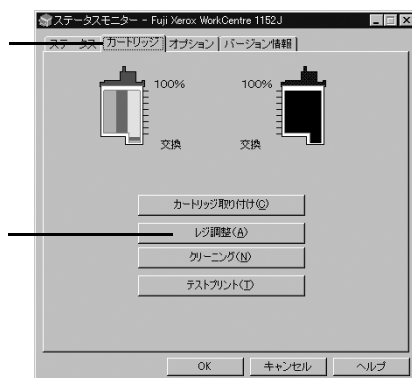 ステータスモニター - Fuji Xerox WorkCentre 1152J
ステータス カートリッジ オプション バージョン情報
100% 100%
交換 交換
カートリッジ取り付け(C)
レジ調整(A)
クリーニング(N)
テストプリント(T)
OK キャンセル ヘルプ